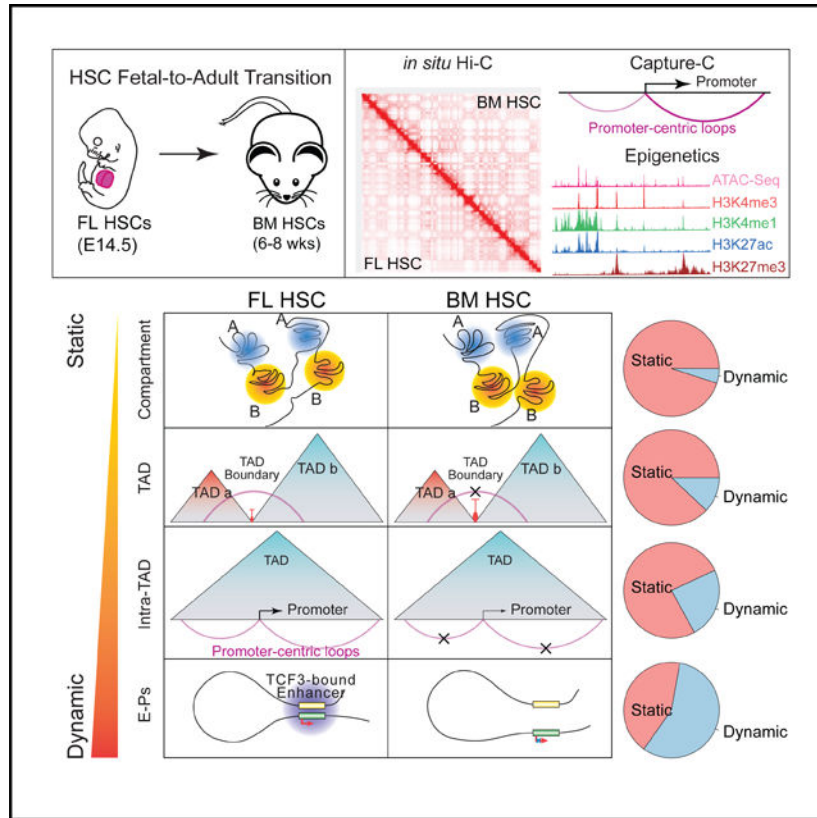 HSC Fetal-to-Adult Transition
FL HSCs
(E14.5)
BM HSCs
(6-8 wks)
in situ Hi-C
BM HSC
FL HSC
Capture-C
Promoter
Promoter-centric loops
Epigenetics
ATAC-Seq
H3K4me3
H3K4me1
H3K27ac
H3K27me3
FL HSC
BM HSC
Static
Dynamic
Compartment
A
A
B
B
A
A
B
B
Static
Dynamic
TAD
TAD
Boundary
TAD a
TAD b
TAD
Boundary
TAD a
TAD b
Static
Dynamic
Intra-TAD
TAD
Promoter
Promoter-centric loops
TAD
Promoter
Static
Dynamic
E-Ps
TCF3-bound
Enhancer
Static
Dynamic